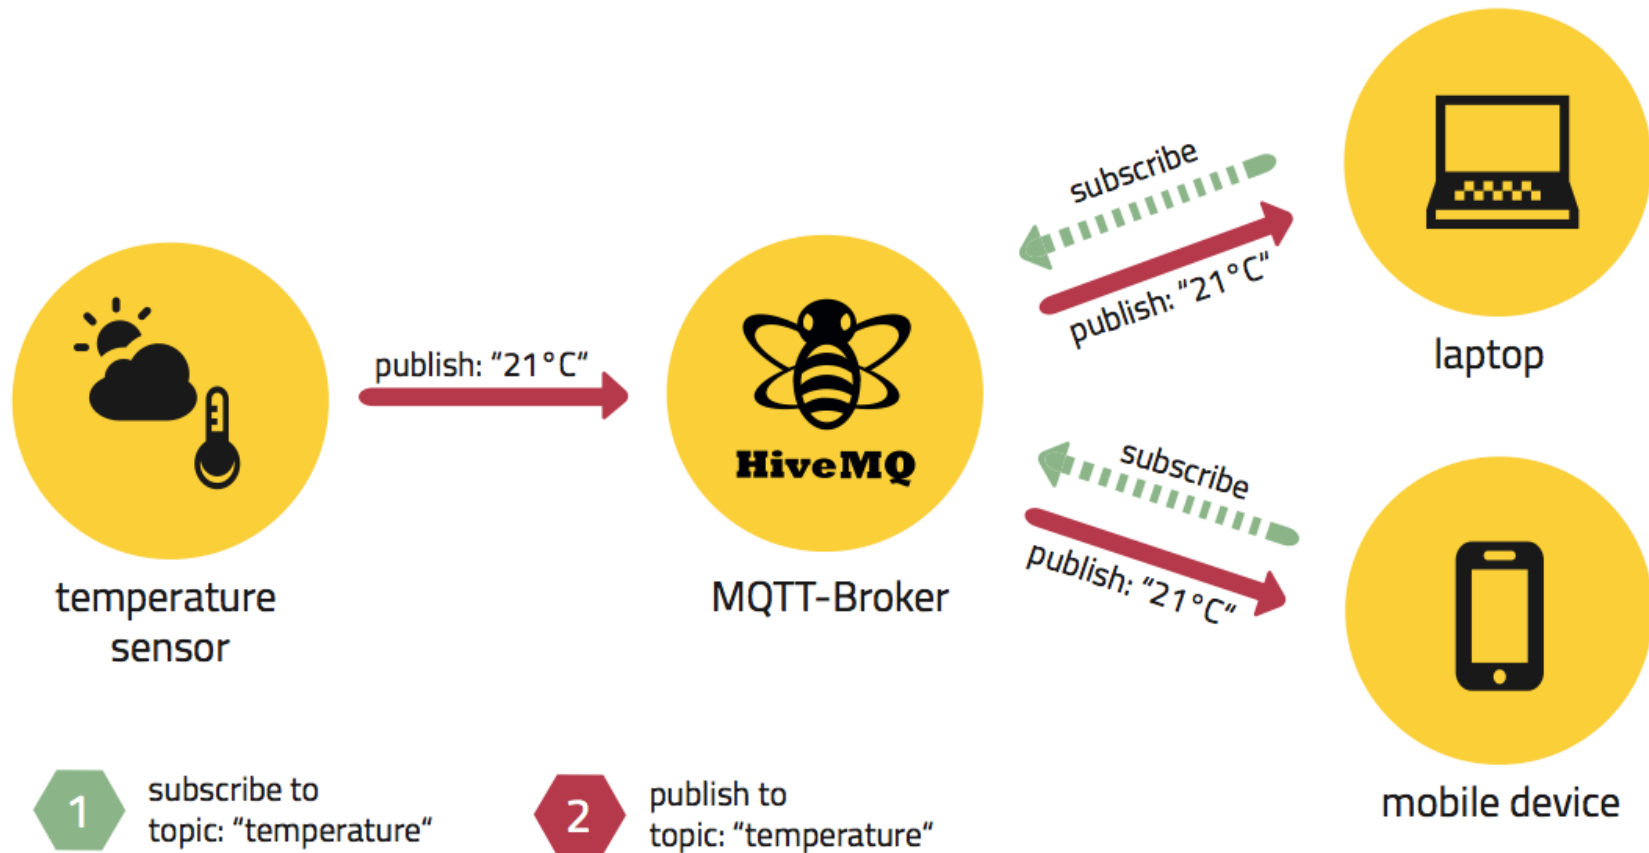 temperature
sensor
publish: “21°C“
HiveMQ
MQTT-Broker
subscribe
publish: “21°C“
laptop
subscribe
publish: “21°C“
mobile device
1
subscribe to
topic: “temperature“
2
publish to
topic: “temperature“